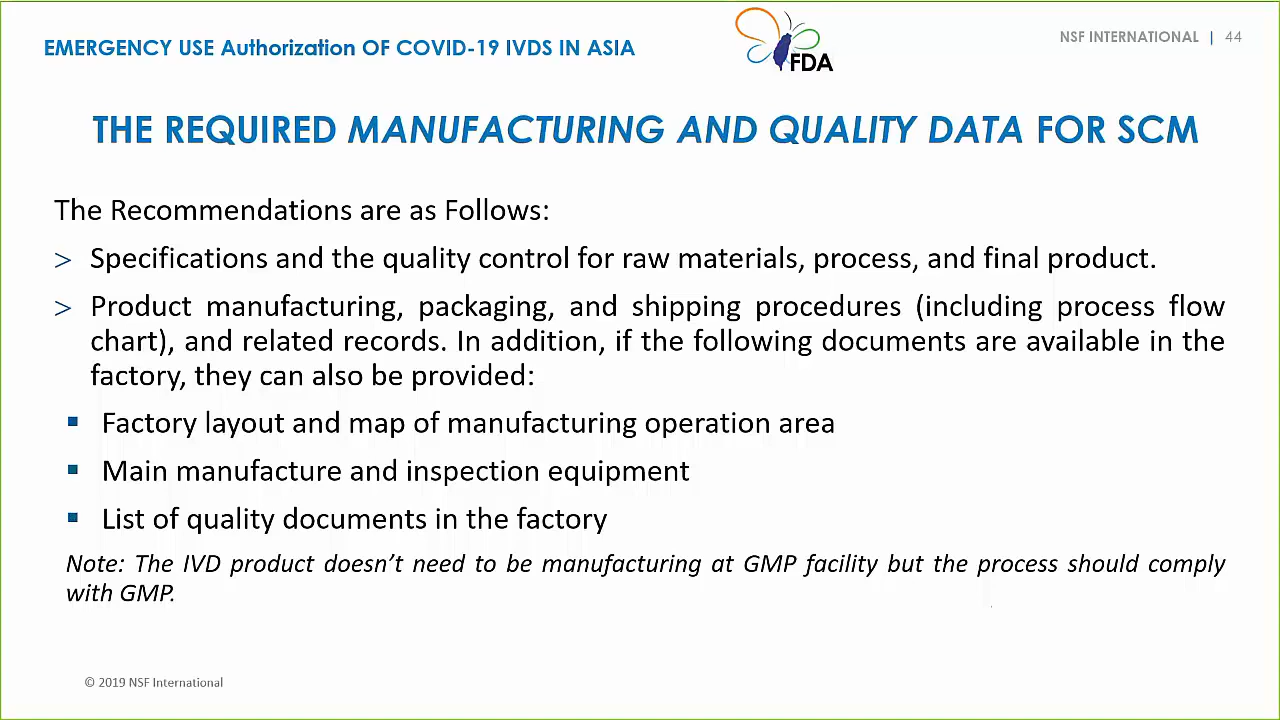 EMERGENCY USE Authorization OF COVID-19 IVDS IN ASIA
FDA
NSF INTERNATIONAL | 44
THE REQUIRED MANUFACTURING AND QUALITY DATA FOR SCM
The Recommendations are as Follows:
> Specifications and the quality control for raw materials, process, and final product.
> Product manufacturing, packaging, and shipping procedures (including process flow
chart), and related records. In addition, if the following documents are available in the
factory, they can also be provided:
▪ Factory layout and map of manufacturing operation area
▪ Main manufacture and inspection equipment
▪ List of quality documents in the factory
Note: The IVD product doesn’t need to be manufacturing at GMP facility but the process should comply
with GMP.
© 2019 NSF International